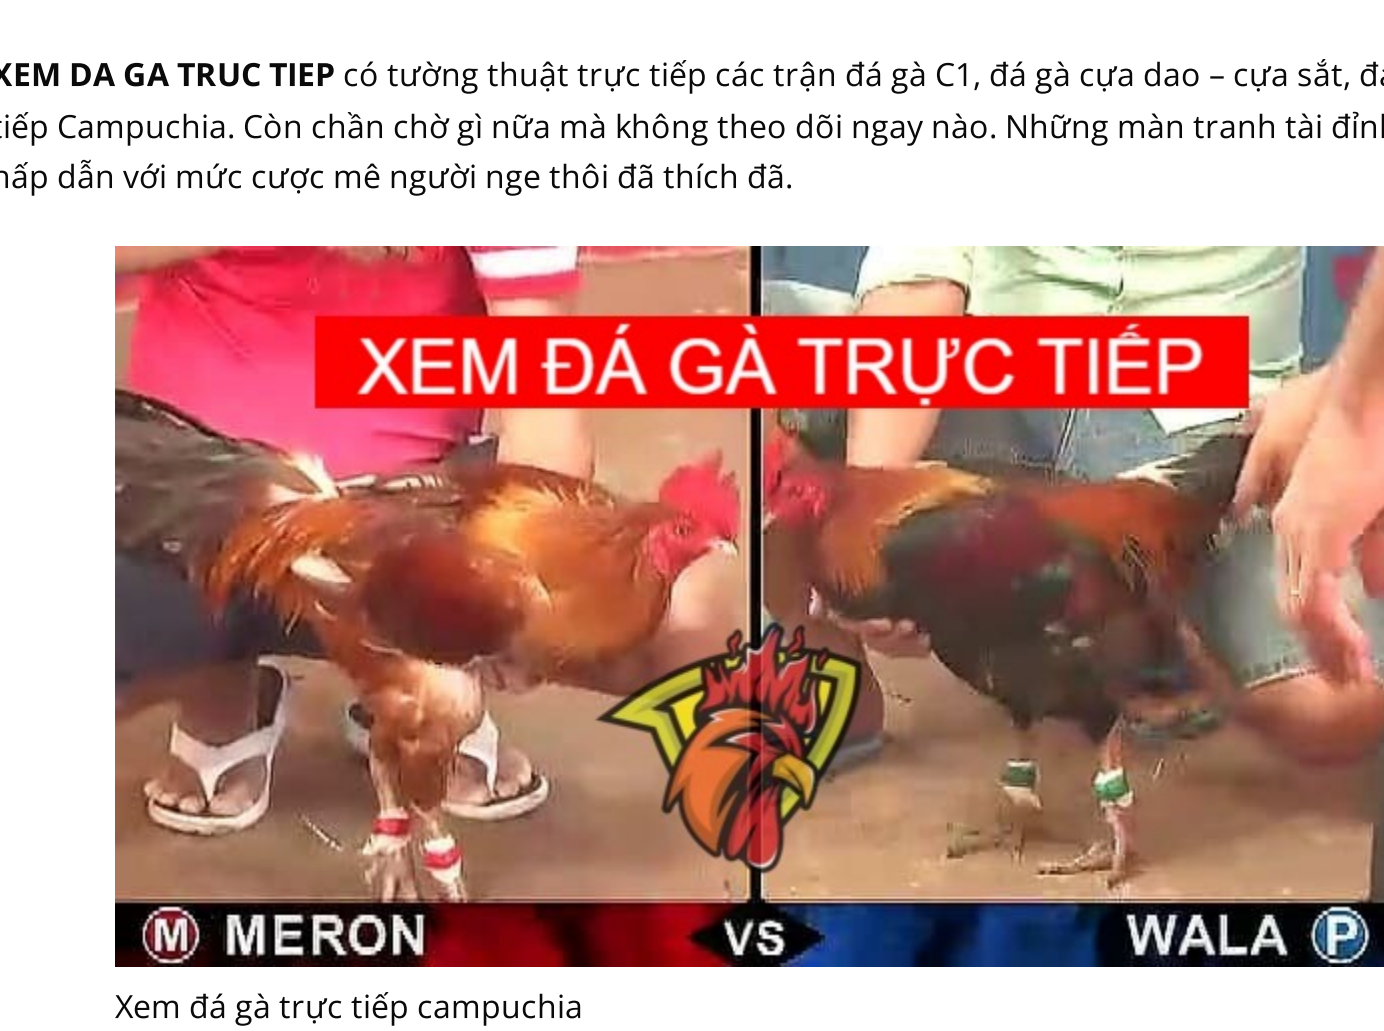 XEM DA GA TRUC TIEP có tường thuật trực tiếp các trận đá gà C1, đá gà cựa dao – cựa sắt,
tiếp Campuchia. Còn chần chờ gì nữa mà không theo dõi ngay nào. Những màn tranh tài
hấp dẫn với mức cược mê người nge thôi đã thích đã.
XEM ĐÁ GÀ TRỰC TIẾP
M MERON VS WALA P
Xem đá gà trực tiếp campuchia